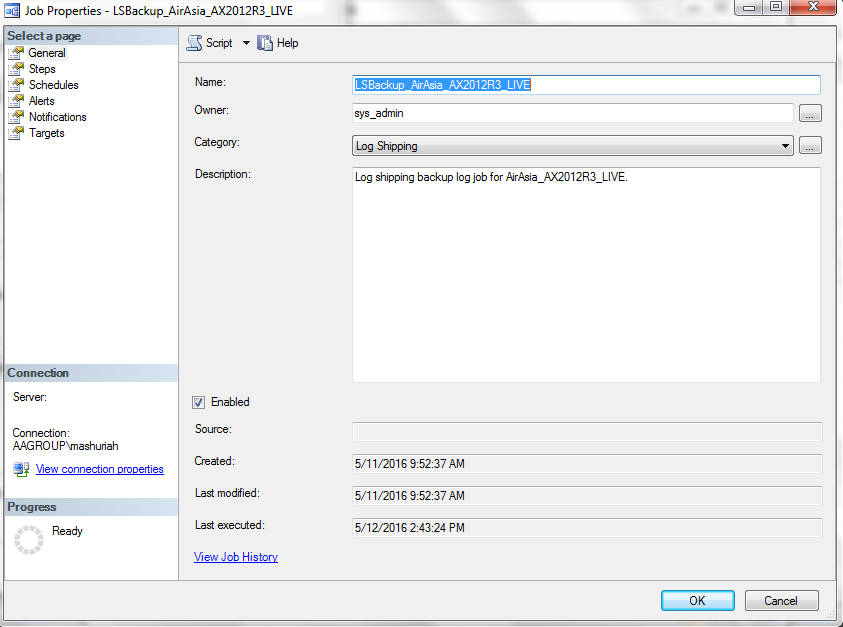 Job Properties - LSBackup_AirAsia_AX2012R3_LIVE
Select a page
General
Steps
Schedules
Alerts
Notifications
Targets
Script
Help
Name:
LSBackup_AirAsia_AX2012R3_LIVE
Owner:
sys_admin
...
Category:
Log Shipping
...
Description:
Log shipping backup log job for AirAsia_AX2012R3_LIVE.
Enabled
Source:
Created:
5/11/2016 9:52:37 AM
Last modified:
5/11/2016 9:52:37 AM
Last executed:
5/12/2016 2:43:24 PM
View Job History
Connection
Server:
Connection:
AAGROUP\mashuriah
View connection properties
Progress
Ready
OK
Cancel